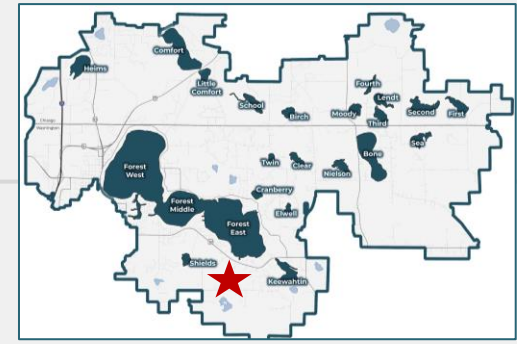 Comfort
Heims
Little
Comfort
School
Birch
Fourth
Lendt
Moody
Third
Second
First
Sea
Bone
Chisago
Washington
Forest
West
Twin
Clear
Nielson
Cranberry
Forest
Middle
Elwell
Forest
East
Shields
Keewahtin